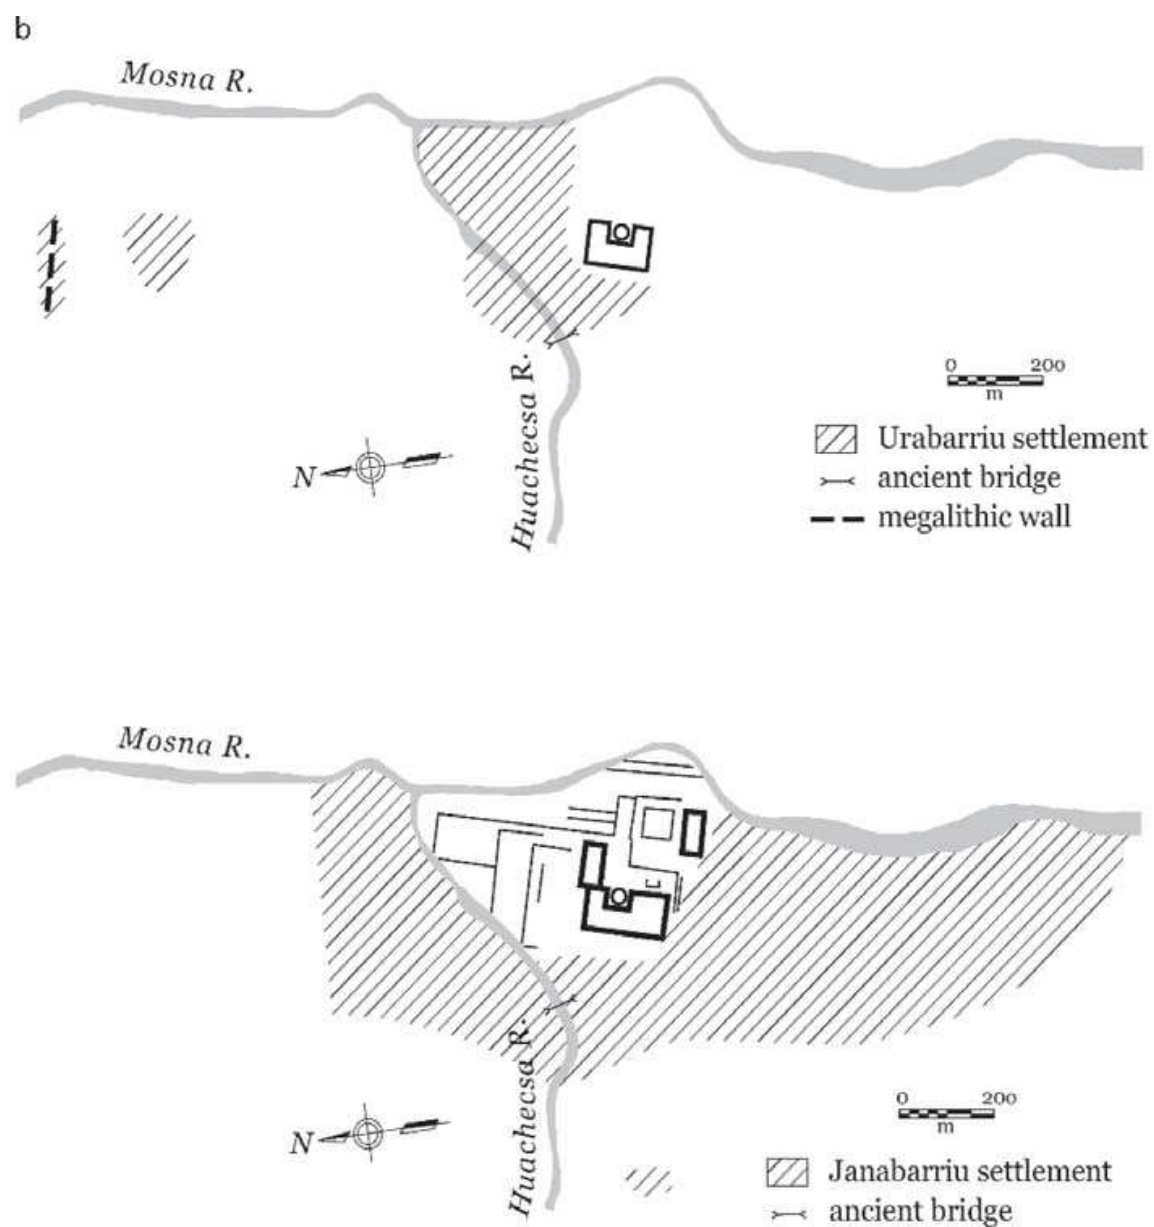 b
Mosna R.
Huachecsa R.
N
0 200
m
Urabarriu settlement
ancient bridge
megalithic wall
Mosna R.
Huachecsa R.
N
0 200
m
Janabarriu settlement
ancient bridge